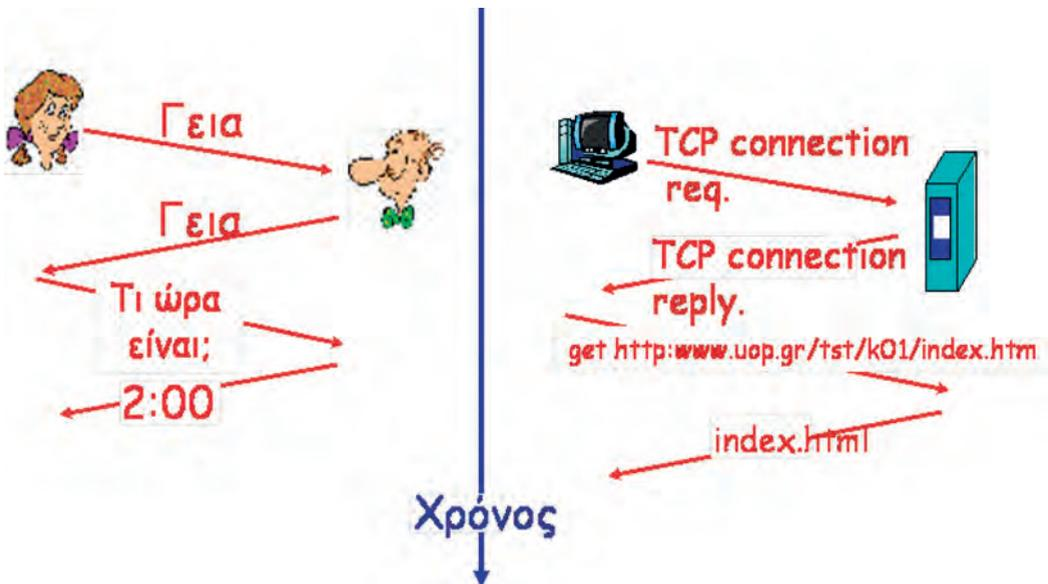 Γεια
Γεια
Τι ώρα
είναι;
2:00
TCP connection
req.
TCP connection
reply.
get http:www.uop.gr/tst/k01/index.htm
index.html
Χρόνος